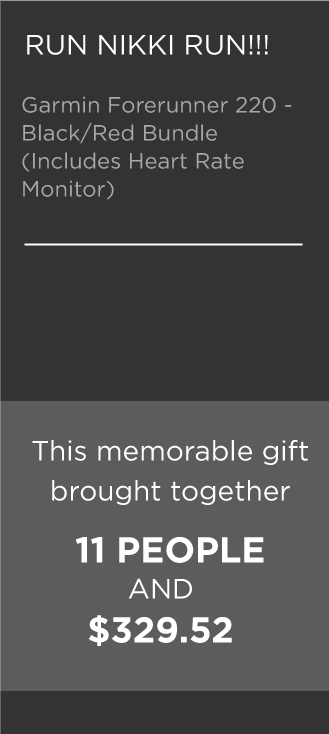 RUN NIKKI RUN!!!
Garmin Forerunner 220 -
Black/Red Bundle
(Includes Heart Rate
Monitor)
This memorable gift
brought together
11 PEOPLE
AND
$329.52